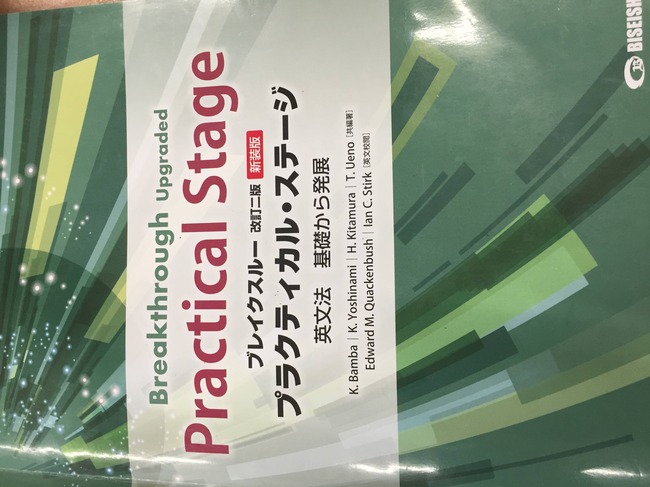 Breakthrough Upgraded
Practical Stage
ブレイクスルー 改訂二版 新装版
プラクティカル・ステージ
英文法 基礎から発展
K. Bamba | K. Yoshinami | H. Kitamura | T. Ueno [共編著]
Edward M. Quackenbush | Ian C. Stirk [英文校閲]
BISEISH